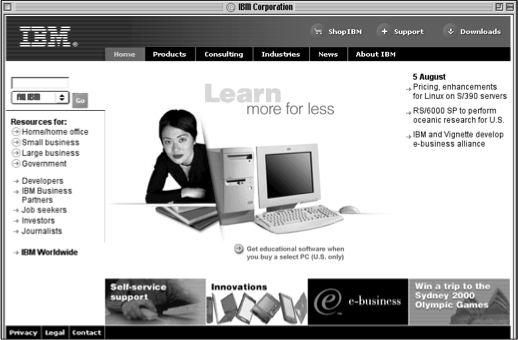 IBM Corporation
IBM®
Shop IBM
Support
Downloads
Home
Products
Consulting
Industries
News
About IBM
All IBM
Go
Resources for:
Home/home office
Small business
Large business
Government
Developers
IBM Business
Partners
Job seekers
Investors
Journalists
IBM Worldwide
Learn
more for less
Get educational software when
you buy a select PC (U.S. only)
5 August
Pricing, enhancements
for Linux on S/390 servers
RS/6000 SP to perform
oceanic research for U.S.
IBM and Vignette develop
e-business alliance
Self-service
support
Innovations
e e-business
Win a trip to the
Sydney 2000
Olympic Games
Privacy
Legal
Contact